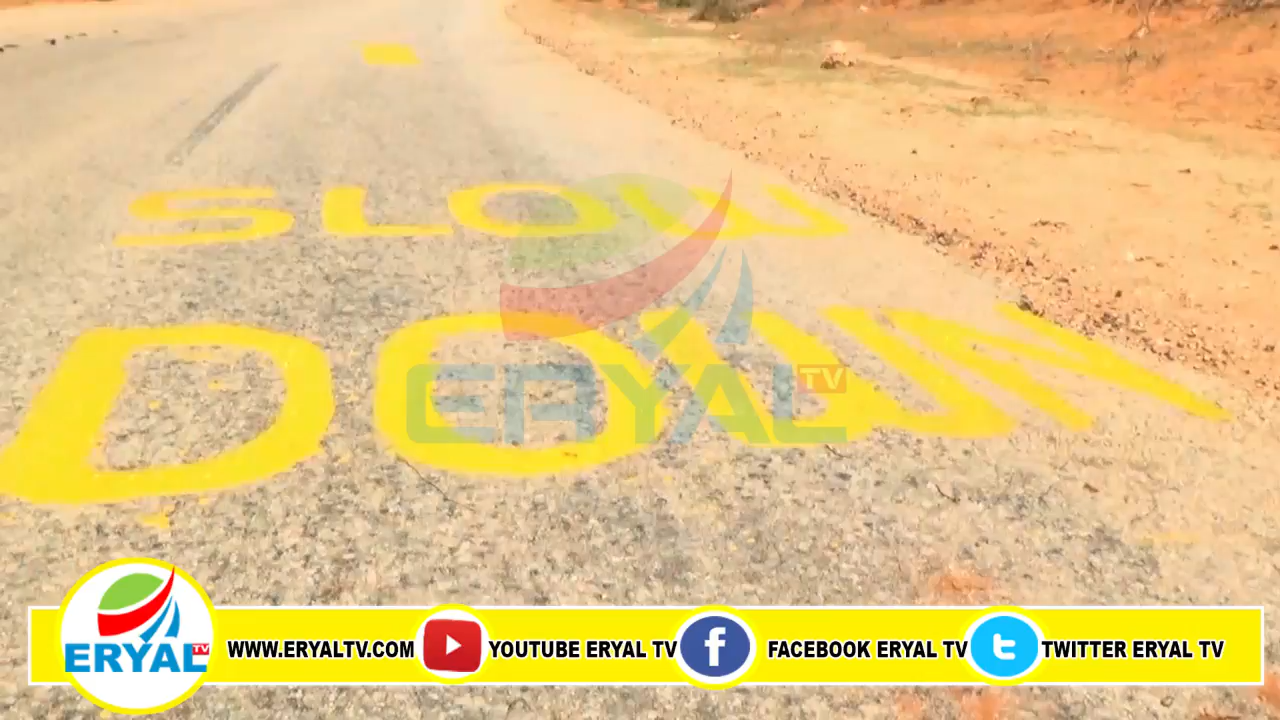 SLOW
DOWN
ERYAL TV
ERYAL TV
WWW.ERYALTV.COM
YOUTUBE ERYAL TV
FACEBOOK ERYAL TV
TWITTER ERYAL TV